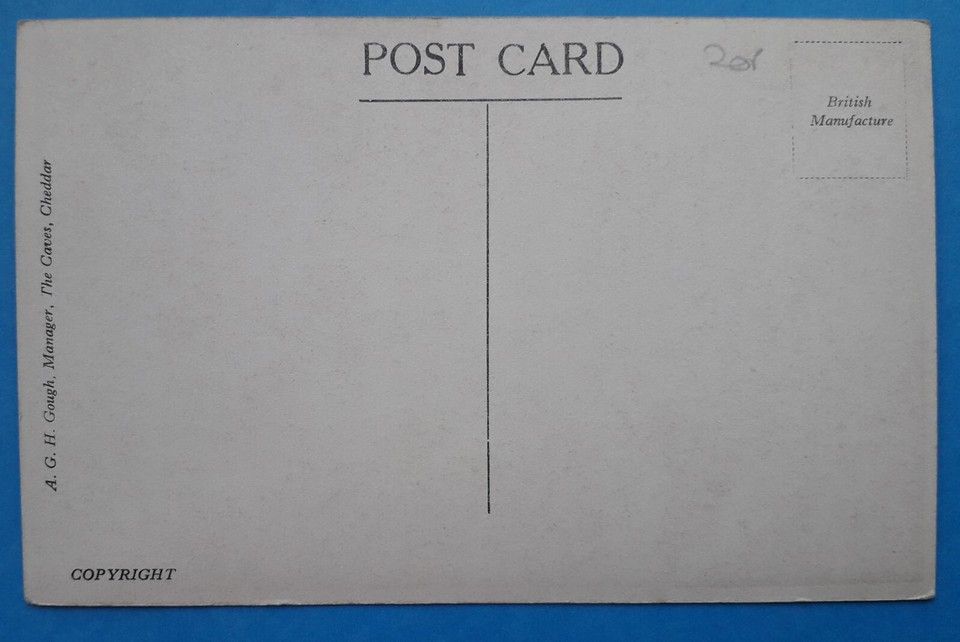 POST CARD
British
Manufacture
A. G. H. Gough, Manager, The Caves, Cheddar
COPYRIGHT